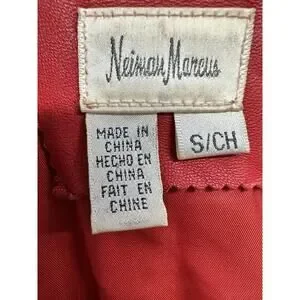 Neiman Marcus
MADE IN
CHINA
HECHO EN
CHINA
FAIT EN
CHINE
S/CH